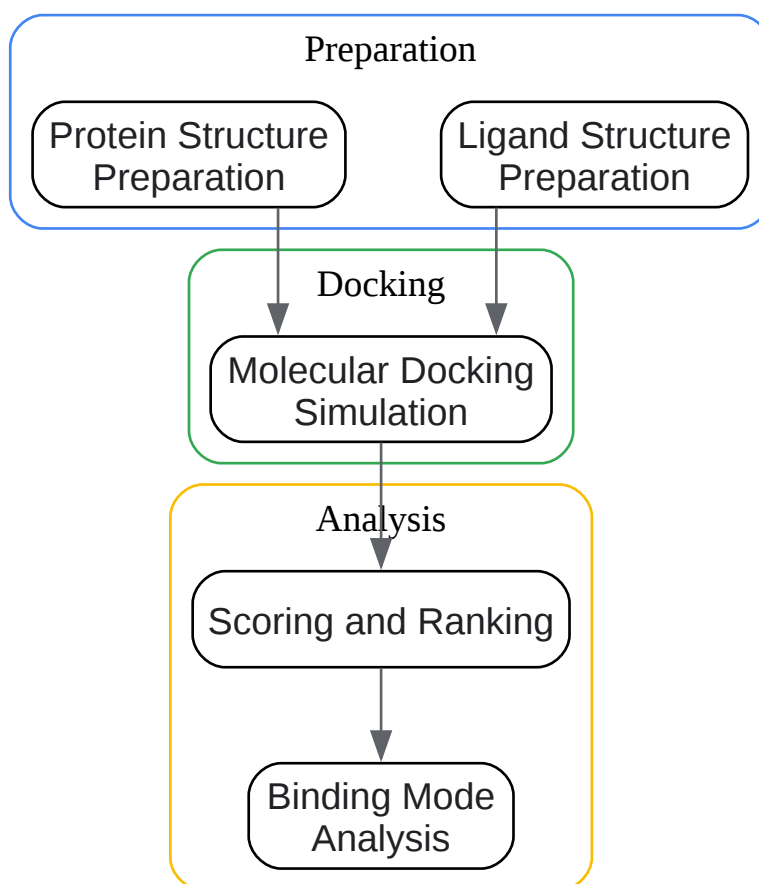 Preparation
Protein Structure
Preparation
Ligand Structure
Preparation
Docking
Molecular Docking
Simulation
Analysis
Scoring and Ranking
Binding Mode
Analysis